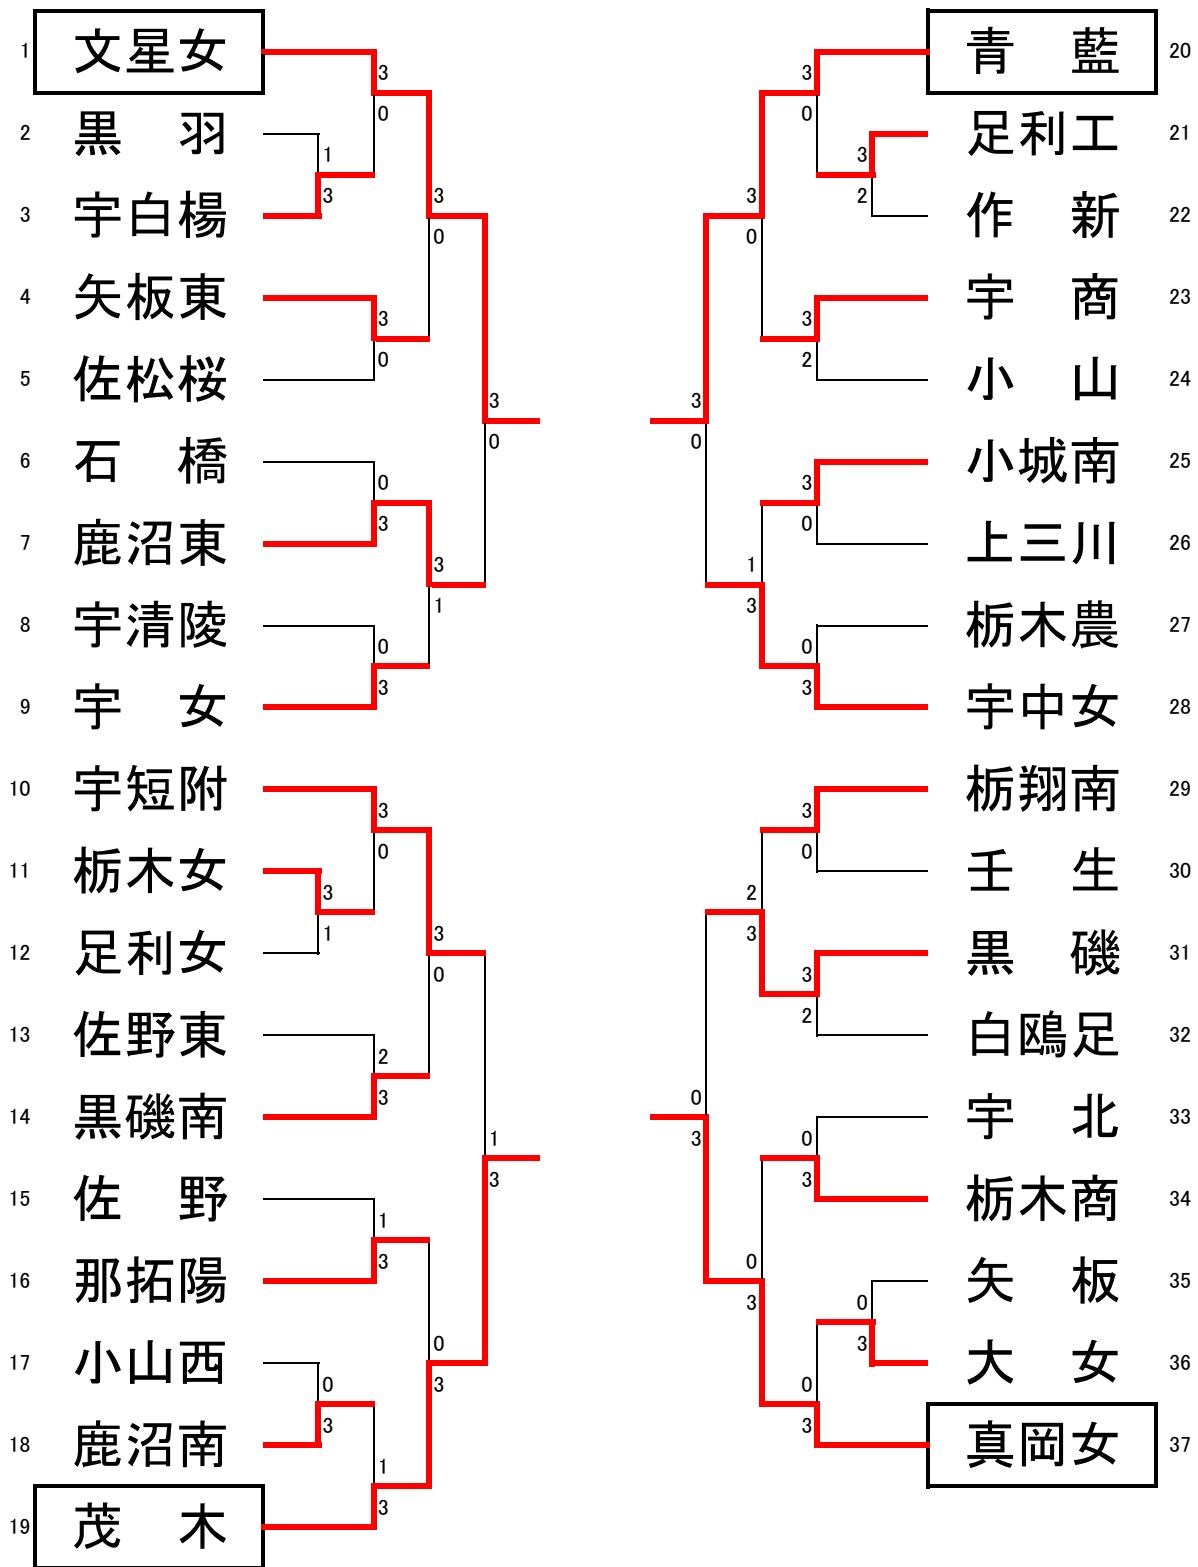 1 文星女
2 黒　羽
3 宇白楊
4 矢板東
5 佐松桜
6 石　橋
7 鹿沼東
8 宇清陵
9 宇　女
10 宇短附
11 栃木女
12 足利女
13 佐野東
14 黒磯南
15 佐　野
16 那拓陽
17 小山西
18 鹿沼南
19 茂　木
3
0
1
3
3
0
3
0
0
3
3
1
0
3
3
0
3
0
3
1
3
0
2
3
1
3
1
3
0
3
0
3
1
3
青　藍 20
足利工 21
作　新 22
宇　商 23
小　山 24
小城南 25
上三川 26
栃木農 27
宇中女 28
栃翔南 29
壬　生 30
黒　磯 31
白鴎足 32
宇　北 33
栃木商 34
矢　板 35
大　女 36
真岡女 37
3
0
3
2
3
0
3
2
3
0
3
0
1
3
0
3
3
0
2
3
3
2
0
3
0
3
0
3
0
3
0
3